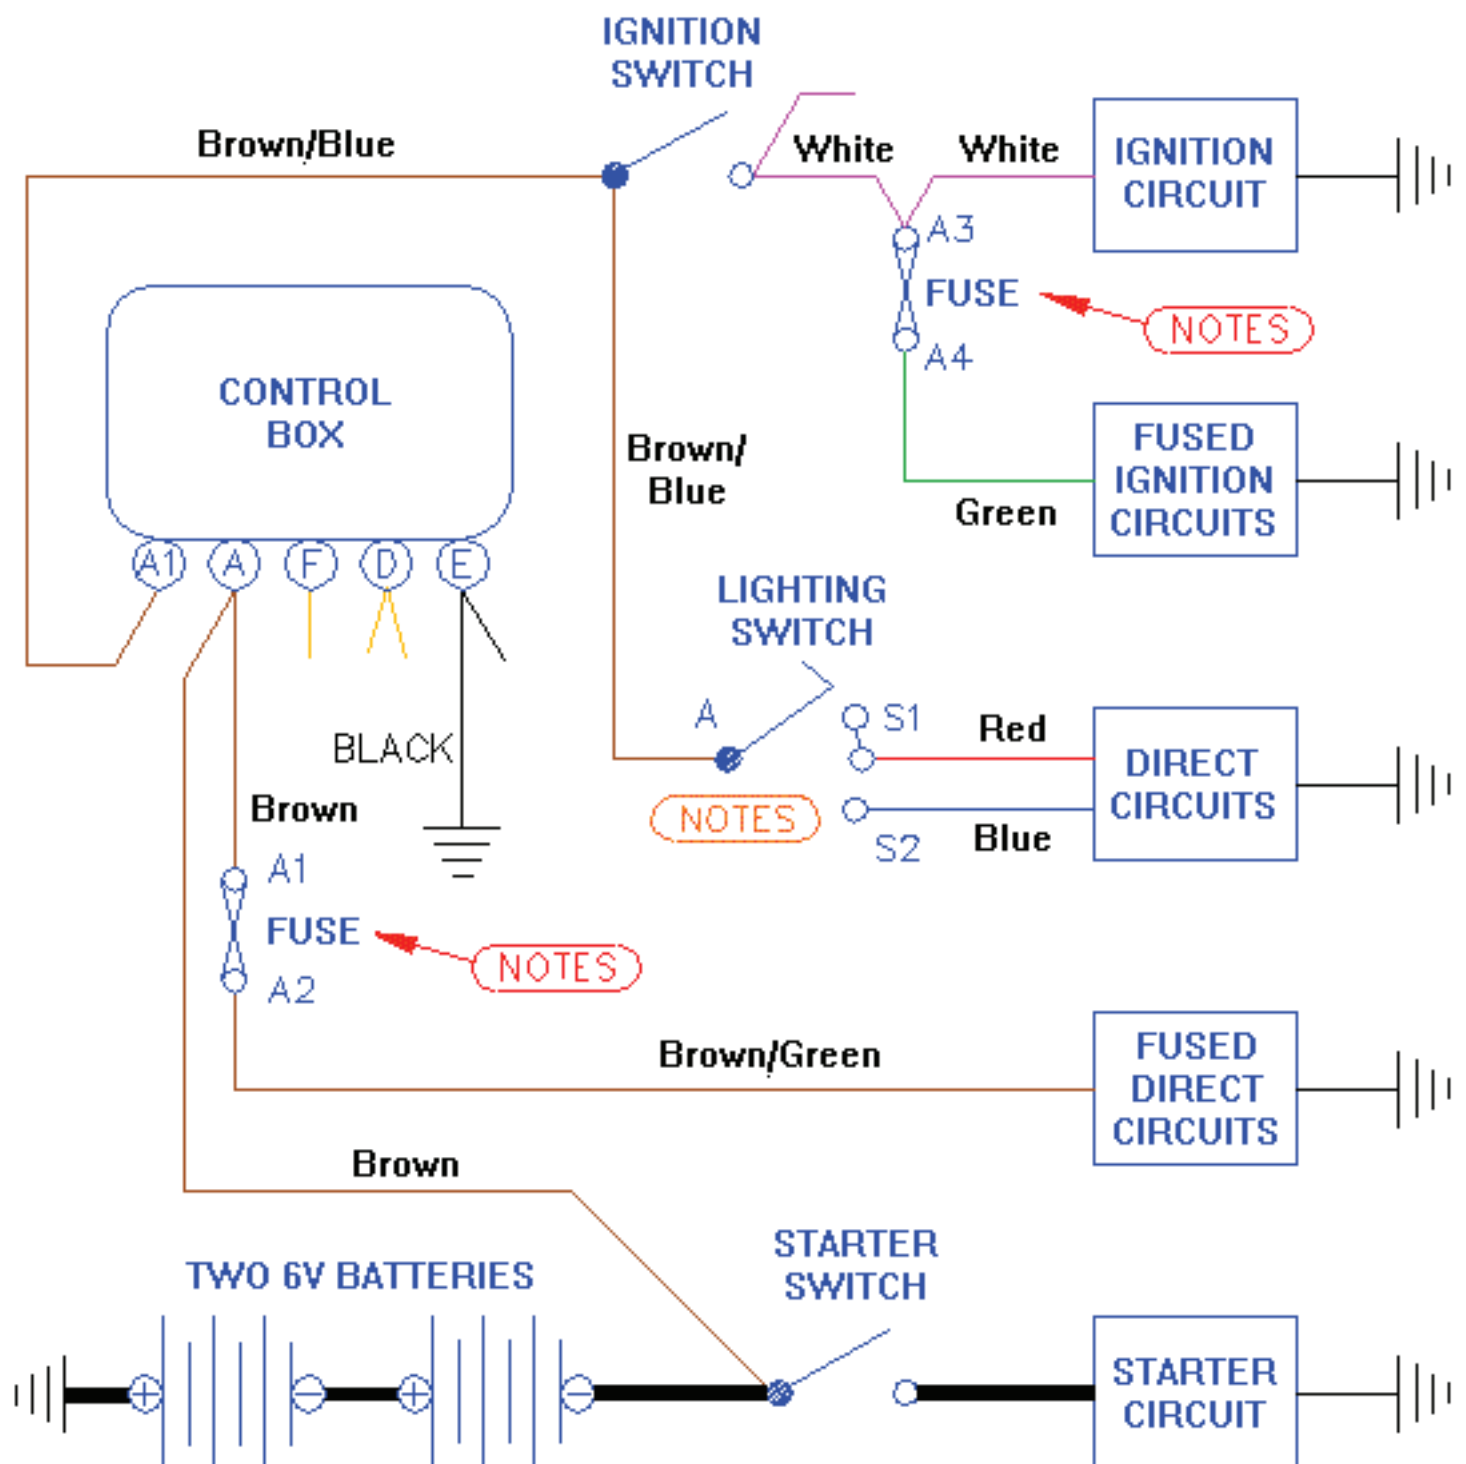 IGNITION
SWITCH
Brown/Blue
White
White
IGNITION
CIRCUIT
A3
FUSE
NOTES
A4
CONTROL
BOX
Brown/
Blue
FUSED
IGNITION
CIRCUITS
Green
A1
A
F
D
E
LIGHTING
SWITCH
A
S1
Red
DIRECT
CIRCUITS
BLACK
NOTES
S2
Blue
Brown
A1
FUSE
NOTES
A2
Brown/Green
FUSED
DIRECT
CIRCUITS
Brown
STARTER
SWITCH
TWO 6V BATTERIES
+
−
+
−
STARTER
CIRCUIT